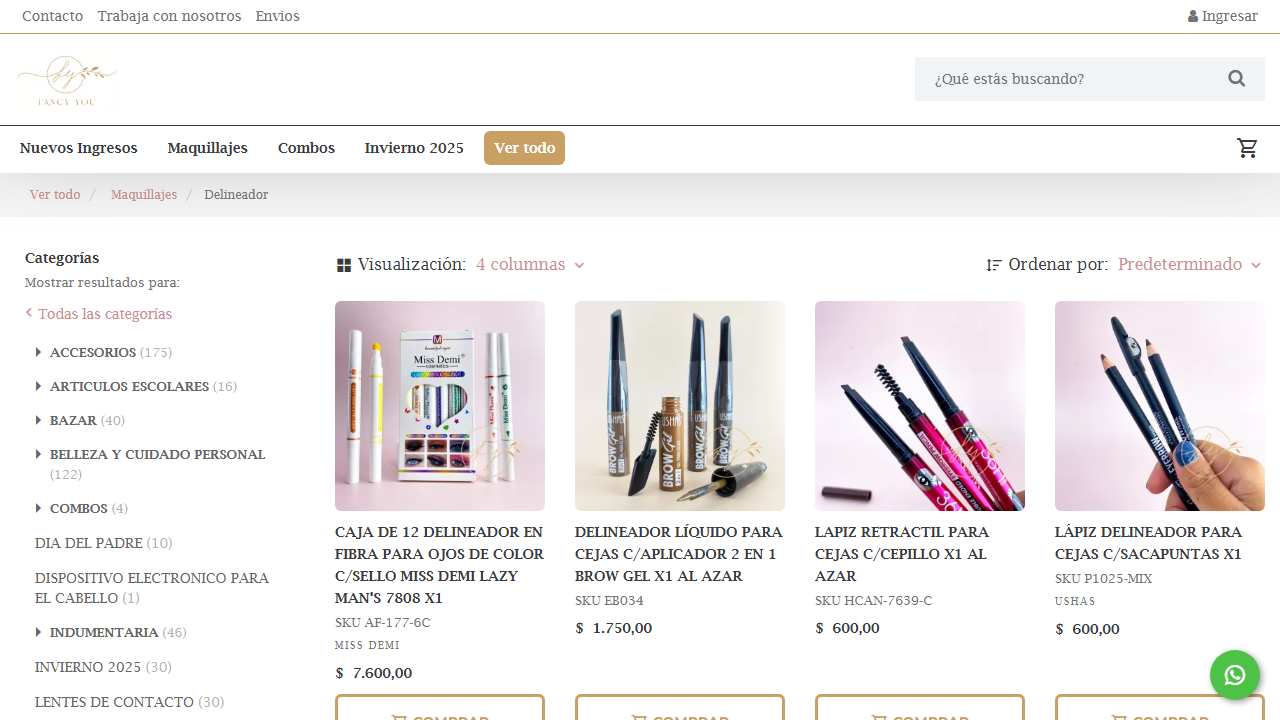 Contacto Trabaja con nosotros Envios
Ingresar
FANCY YOU
¿Qué estás buscando?
Nuevos Ingresos Maquillajes Combos Invierno 2025 Ver todo
Ver todo / Maquillajes / Delineador
Categorías
Mostrar resultados para:
Todas las categorías
ACCESORIOS (175)
ARTICULOS ESCOLARES (16)
BAZAR (40)
BELLEZA Y CUIDADO PERSONAL
(122)
COMBOS (4)
DIA DEL PADRE (10)
DISPOSITIVO ELECTRONICO PARA
EL CABELLO (1)
INDUMENTARIA (46)
INVIERNO 2025 (30)
LENTES DE CONTACTO (30)
Visualización: 4 columnas
Ordenar por: Predeterminado
Miss Demi
CAJA DE 12 DELINEADOR EN
FIBRA PARA OJOS DE COLOR
C/SELLO MISS DEMI LAZY
MAN'S 7808 X1
SKU AF-177-6C
MISS DEMI
$ 7.600,00
COMPRAR
USHAS
BROW Gel
DELINEADOR LÍQUIDO PARA
CEJAS C/APLICADOR 2 EN 1
BROW GEL X1 AL AZAR
SKU EB034
$ 1.750,00
COMPRAR
LAPIZ RETRACTIL PARA
CEJAS C/CEPILLO X1 AL
AZAR
SKU HCAN-7639-C
$ 600,00
COMPRAR
EYEBROW
LÁPIZ DELINEADOR PARA
CEJAS C/SACAPUNTAS X1
SKU P1025-MIX
USHAS
$ 600,00
COMPRAR